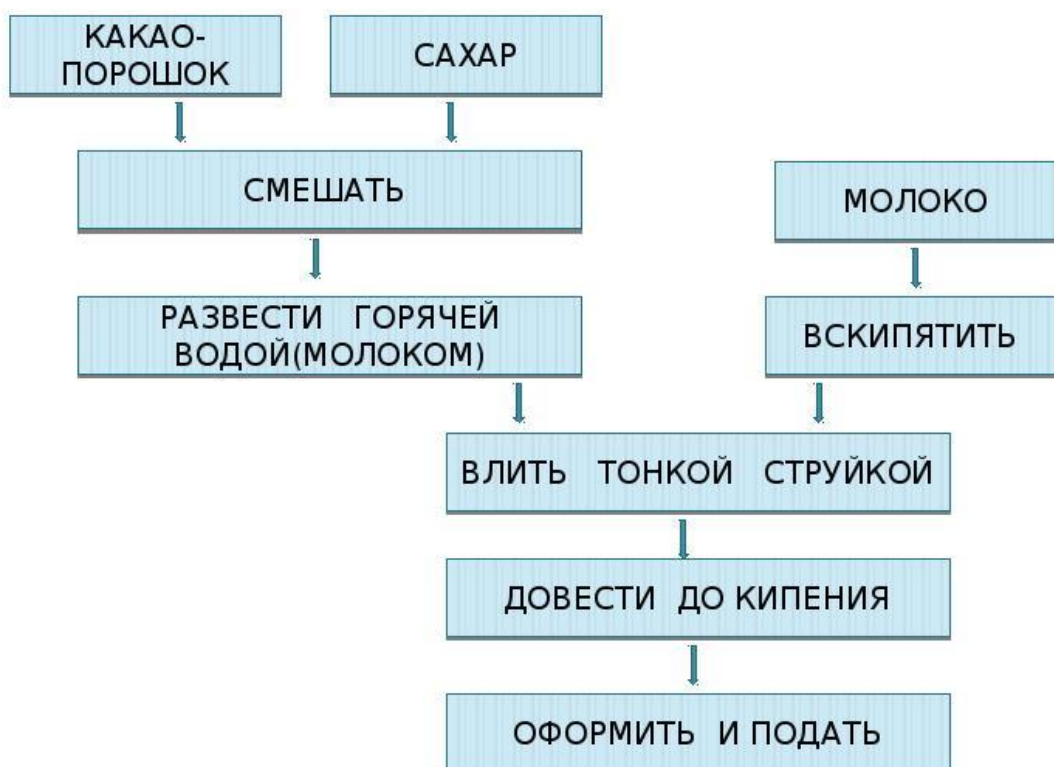 КАКАО-
ПОРОШОК
САХАР
СМЕШАТЬ
МОЛОКО
РАЗВЕСТИ ГОРЯЧЕЙ
ВОДОЙ(МОЛОКОМ)
ВСКИПЯТИТЬ
ВЛИТЬ ТОНКОЙ СТРУЙКОЙ
ДОВЕСТИ ДО КИПЕНИЯ
ОФОРМИТЬ И ПОДАТЬ